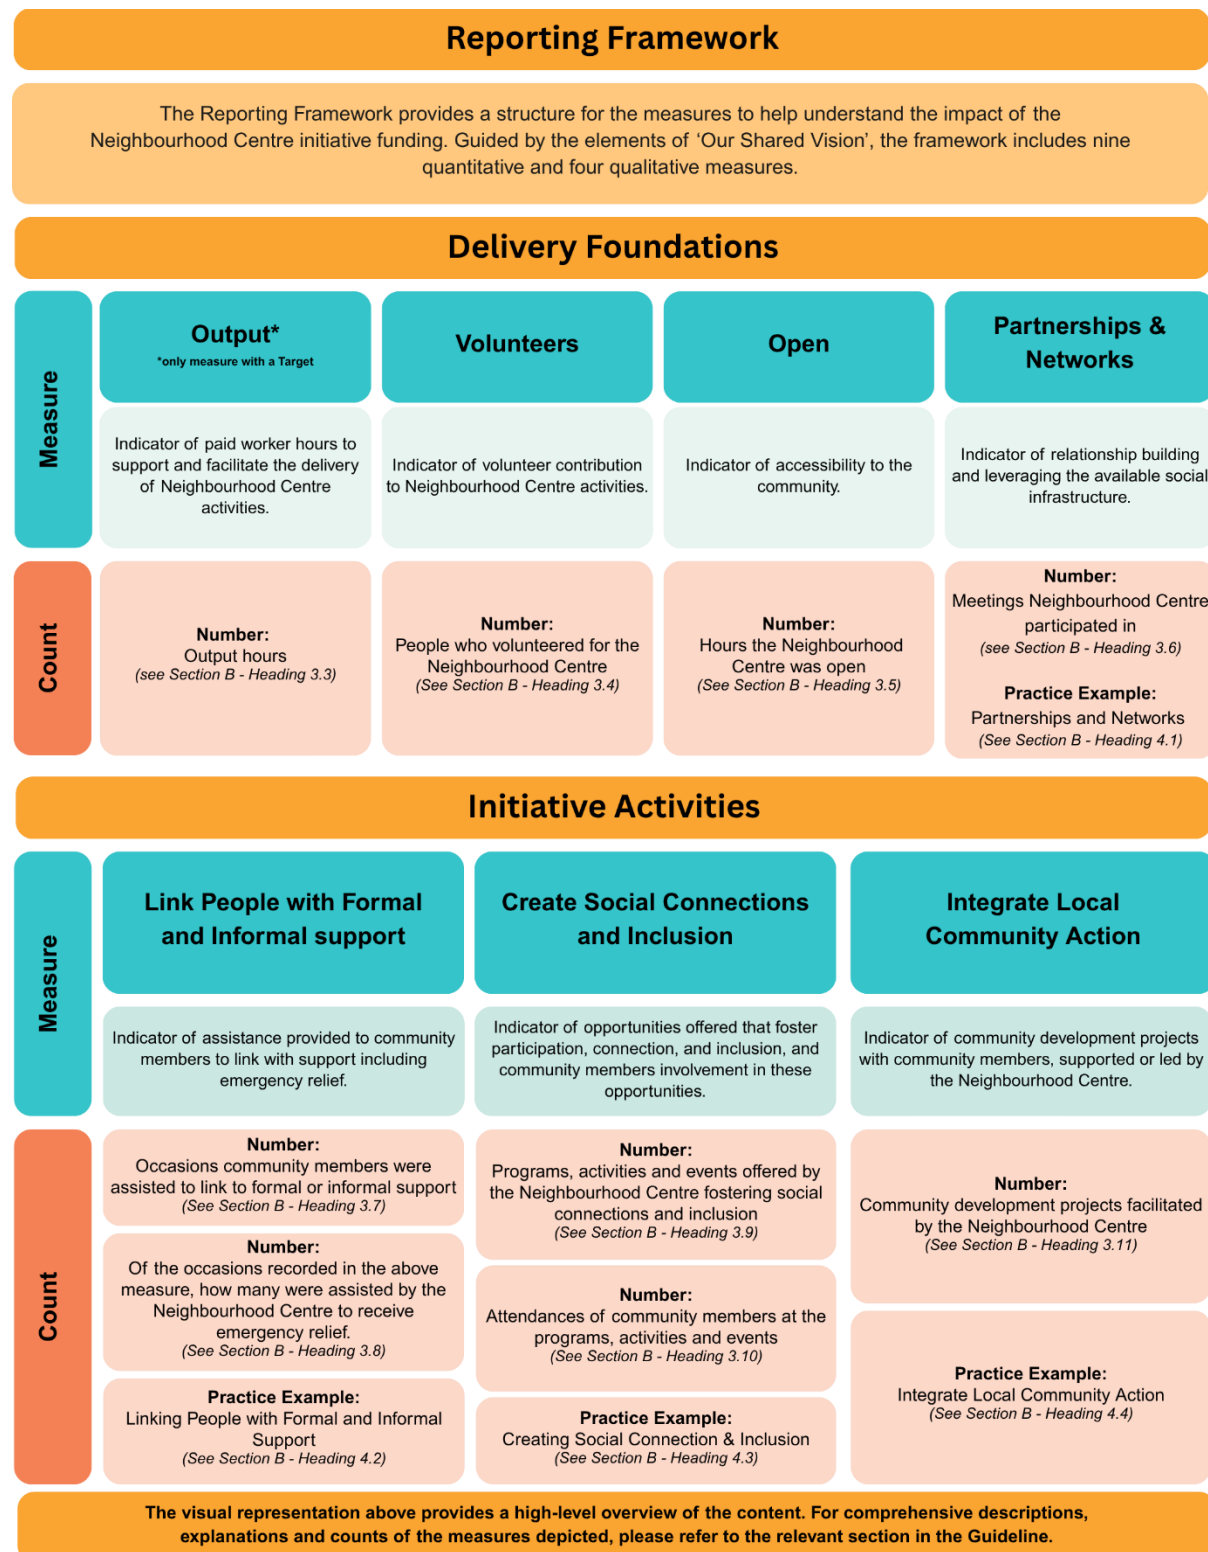 Reporting Framework
The Reporting Framework provides a structure for the measures to help understand the impact of the
Neighbourhood Centre initiative funding. Guided by the elements of ‘Our Shared Vision’, the framework includes nine
quantitative and four qualitative measures.
Delivery Foundations
Measure
Output*
*only measure with a Target
Indicator of paid worker hours to
support and facilitate the delivery
of Neighbourhood Centre
activities.
Volunteers
Indicator of volunteer contribution
to Neighbourhood Centre activities.
Open
Indicator of accessibility to the
community.
Partnerships &
Networks
Indicator of relationship building
and leveraging the available social
infrastructure.
Count
Number:
Output hours
(see Section B - Heading 3.3)
Number:
People who volunteered for the
Neighbourhood Centre
(See Section B - Heading 3.4)
Number:
Hours the Neighbourhood
Centre was open
(See Section B - Heading 3.5)
Number:
Meetings Neighbourhood Centre
participated in
(see Section B - Heading 3.6)
Practice Example:
Partnerships and Networks
(See Section B - Heading 4.1)
Initiative Activities
Measure
Link People with Formal
and Informal support
Indicator of assistance provided to community
members to link with support including
emergency relief.
Create Social Connections
and Inclusion
Indicator of opportunities offered that foster
participation, connection, and inclusion, and
community members involvement in these
opportunities.
Integrate Local
Community Action
Indicator of community development projects
with community members, supported or led by
the Neighbourhood Centre.
Count
Number:
Occasions community members were
assisted to link to formal or informal support
(See Section B - Heading 3.7)
Number:
Of the occasions recorded in the above
measure, how many were assisted by the
Neighbourhood Centre to receive
emergency relief.
(See Section B - Heading 3.8)
Practice Example:
Linking People with Formal and Informal
Support
(See Section B - Heading 4.2)
Number:
Programs, activities and events offered by
the Neighbourhood Centre fostering social
connections and inclusion
(See Section B - Heading 3.9)
Number:
Attendances of community members at the
programs, activities and events
(See Section B - Heading 3.10)
Practice Example:
Creating Social Connection & Inclusion
(See Section B - Heading 4.3)
Number:
Community development projects facilitated
by the Neighbourhood Centre
(See Section B - Heading 3.11)
Practice Example:
Integrate Local Community Action
(See Section B - Heading 4.4)
The visual representation above provides a high-level overview of the content. For comprehensive descriptions,
explanations and counts of the measures depicted, please refer to the relevant section in the Guideline.